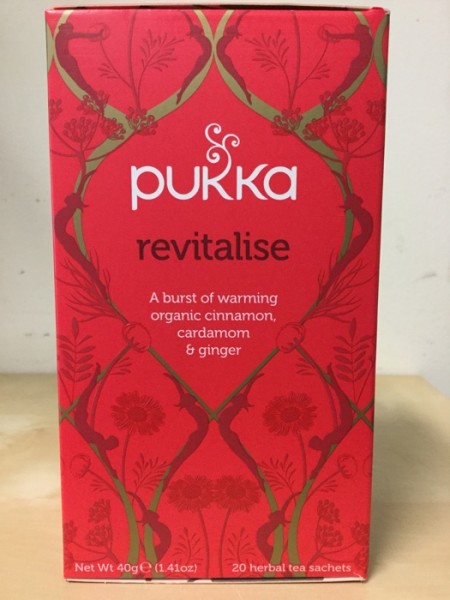 pukka
revitalise
A burst of warming
organic cinnamon,
cardamom
& ginger
Net Wt 40g℮ (1.41oz)
20 herbal tea sachets